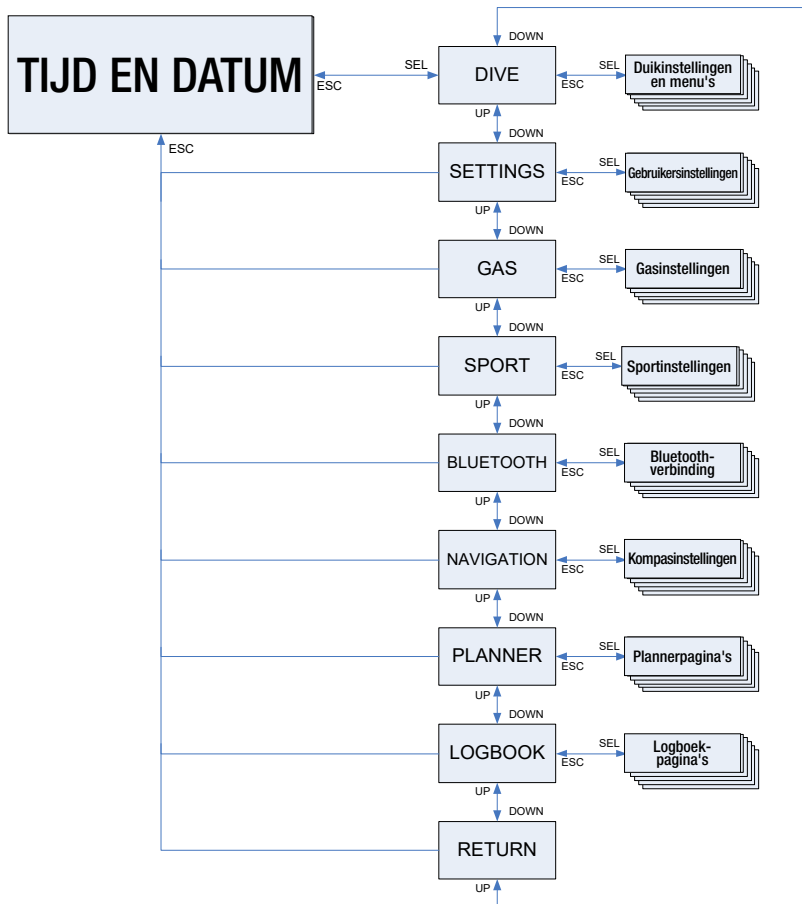 DOWN
TIJD EN DATUM
SEL
ESC
DIVE
SEL
ESC
Duikinstellingen
en menu's
UP
DOWN
ESC
SETTINGS
SEL
ESC
Gebruikersinstellingen
UP
DOWN
GAS
SEL
ESC
Gasinstellingen
UP
DOWN
SPORT
SEL
ESC
Sportinstellingen
UP
DOWN
BLUETOOTH
SEL
ESC
Bluetooth-
verbinding
UP
DOWN
NAVIGATION
SEL
ESC
Kompasinstellingen
UP
DOWN
PLANNER
SEL
ESC
Plannerpagina's
UP
DOWN
LOGBOOK
SEL
ESC
Logboek-
pagina's
UP
DOWN
RETURN
UP